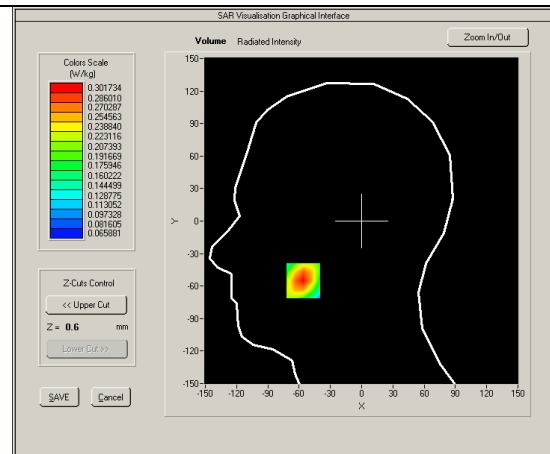 SAR Visualisation Graphical Interface
Volume Radiated Intensity
Zoom In/Out
Colors Scale
(W/kg)
0.301734
0.286010
0.270287
0.254563
0.238840
0.223116
0.207393
0.191669
0.175946
0.160222
0.144499
0.128775
0.113052
0.097328
0.081605
0.065881
Z-Cuts Control
<< Upper Cut
Z = 0.6 mm
Lower Cut >>
SAVE
Cancel
150
120
90
60
30
Y 0
-30
-60
-90
-120
-150
-150 -120 -90 -60 -30 0 30 60 90 120 150
X